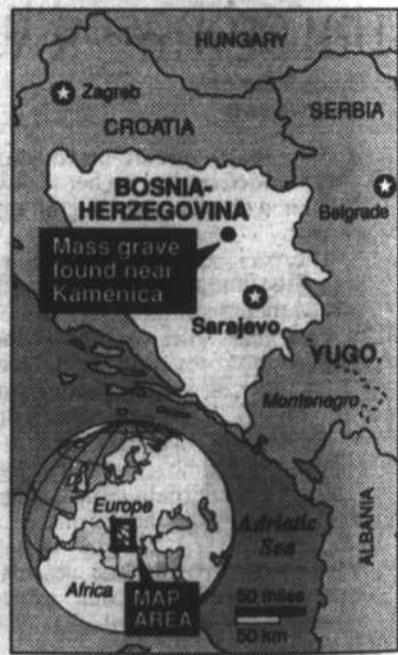 HUNGARY
Zagreb
CROATIA
SERBIA
BOSNIA-
HERZEGOVINA
Belgrade
Mass grave
found near
Kamenica
Sarajevo
YUGO.
Montenegro
Europe
Adriatic
Sea
ALBANIA
Africa
MAP
AREA
50 miles
50 km